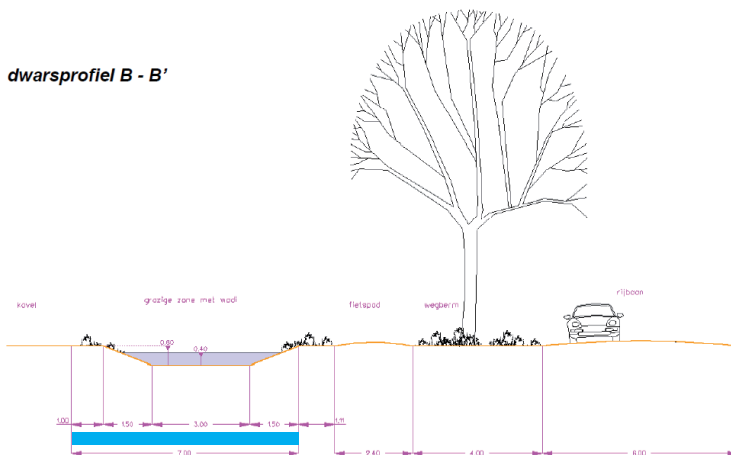 dwarsprofiel B - B’
kavel
grazige zone met wadi
fietspad
wegberm
rijbaan
0,60
0,40
1.00
1.50
3.00
1.50
1.11
7.00
2.40
4.00
6.00